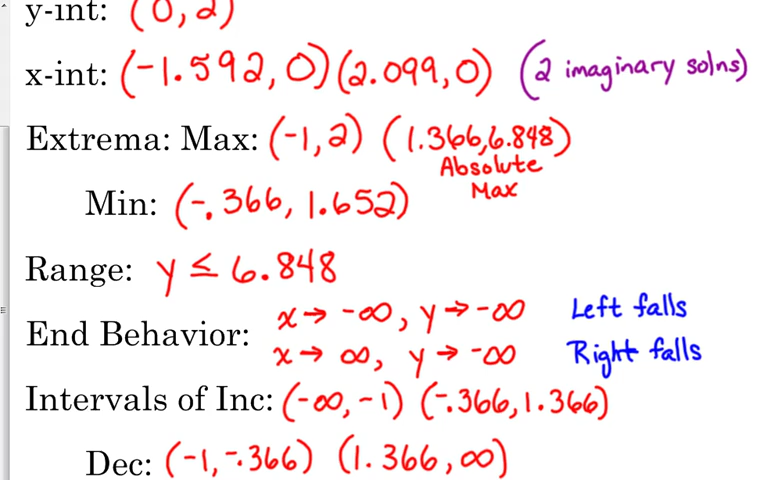 y-int: (0, 2)
x-int: (-1.592, 0) (2.099, 0) (2 imaginary solns)
Extrema: Max: (-1, 2) (1.366, 6.848)
Absolute
Max
Min: (-.366, 1.652)
Range: y ≤ 6.848
End Behavior: x → -∞, y → -∞ Left falls
x → ∞, y → -∞ Right falls
Intervals of Inc: (-∞, -1) (-.366, 1.366)
Dec: (-1, -.366) (1.366, ∞)